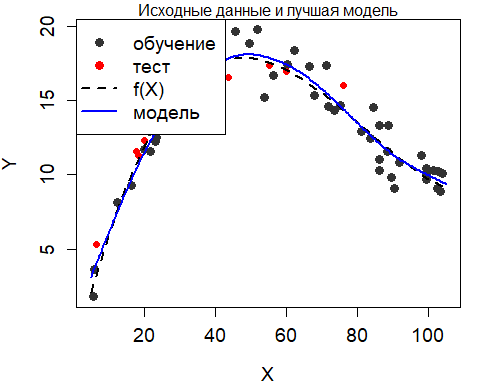 Исходные данные и лучшая модель
обучение
тест
f(X)
модель
Y
20
15
10
5
20
40
60
80
100
X